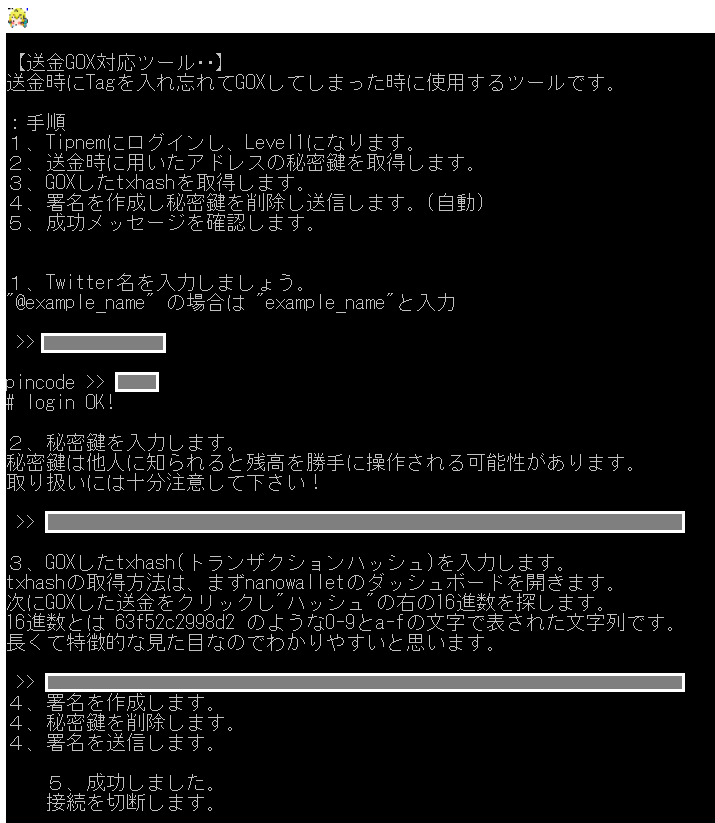 【送金GOX対応ツール･･】
送金時にTagを入れ忘れてGOXしてしまった時に使用するツールです。
：手順
１、Tipnemにログインし、Level1になります。
２、送金時に用いたアドレスの秘密鍵を取得します。
３、GOXしたtxhashを取得します。
４、署名を作成し秘密鍵を削除し送信します。(自動)
５、成功メッセージを確認します。
１、Twitter名を入力しましょう。
"@example_name" の場合は "example_name"と入力
>>
pincode >>
# login OK!
２、秘密鍵を入力します。
秘密鍵は他人に知られると残高を勝手に操作される可能性があります。
取り扱いには十分注意して下さい！
>>
３、GOXしたtxhash(トランザクションハッシュ)を入力します。
txhashの取得方法は、まずnanowalletのダッシュボードを開きます。
次にGOXした送金をクリックし"ハッシュ"の右の16進数を探します。
16進数とは 63f52c2998d2 のような0-9とa-fの文字で表された文字列です。
長くて特徴的な見た目なのでわかりやすいと思います。
>>
４、署名を作成します。
４、秘密鍵を削除します。
４、署名を送信します。
５、成功しました。
接続を切断します。